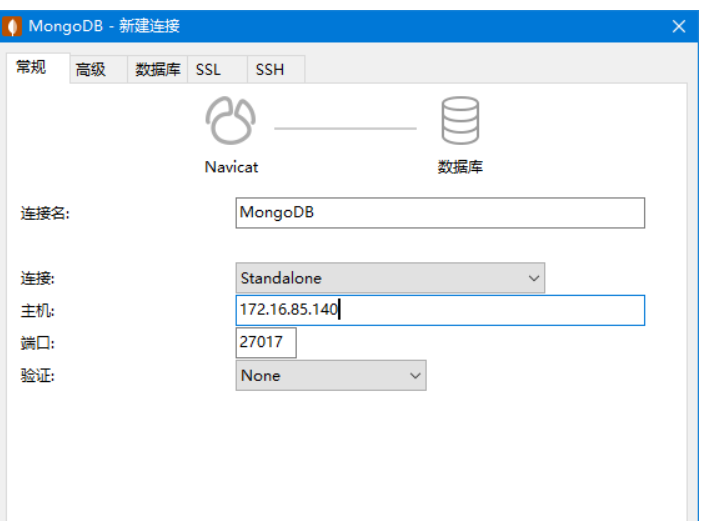 MongoDB - 新建连接
常规 高级 数据库 SSL SSH
Navicat 数据库
连接名: MongoDB
连接: Standalone
主机: 172.16.85.140
端口: 27017
验证: None